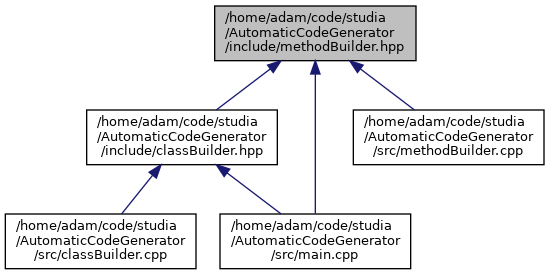 /home/adam/code/studia
/AutomaticCodeGenerator
/include/methodBuilder.hpp
/home/adam/code/studia
/AutomaticCodeGenerator
/include/classBuilder.hpp
/home/adam/code/studia
/AutomaticCodeGenerator
/src/methodBuilder.cpp
/home/adam/code/studia
/AutomaticCodeGenerator
/src/classBuilder.cpp
/home/adam/code/studia
/AutomaticCodeGenerator
/src/main.cpp